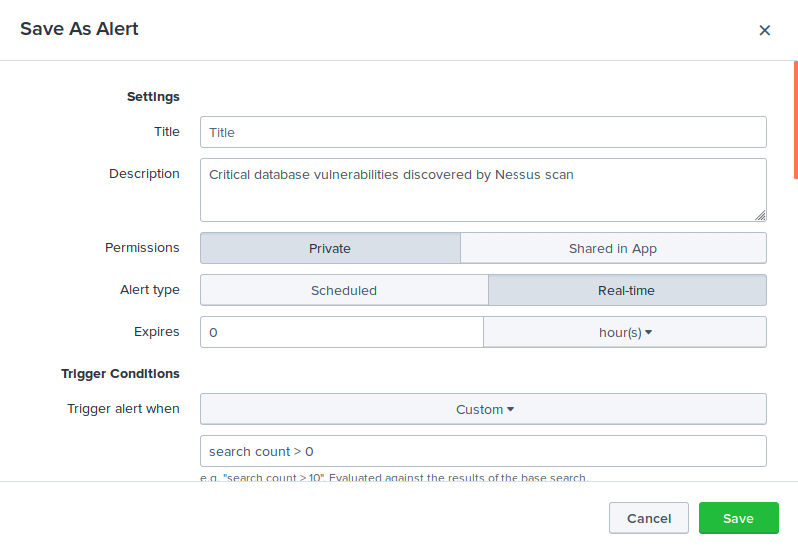 Save As Alert ×
Settings
Title Title
Description Critical database vulnerabilities discovered by Nessus scan
Permissions Private Shared in App
Alert type Scheduled Real-time
Expires 0 hour(s)
Trigger Conditions
Trigger alert when Custom
search count > 0
e.g. "search count > 10". Evaluated against the results of the base search.
Cancel Save